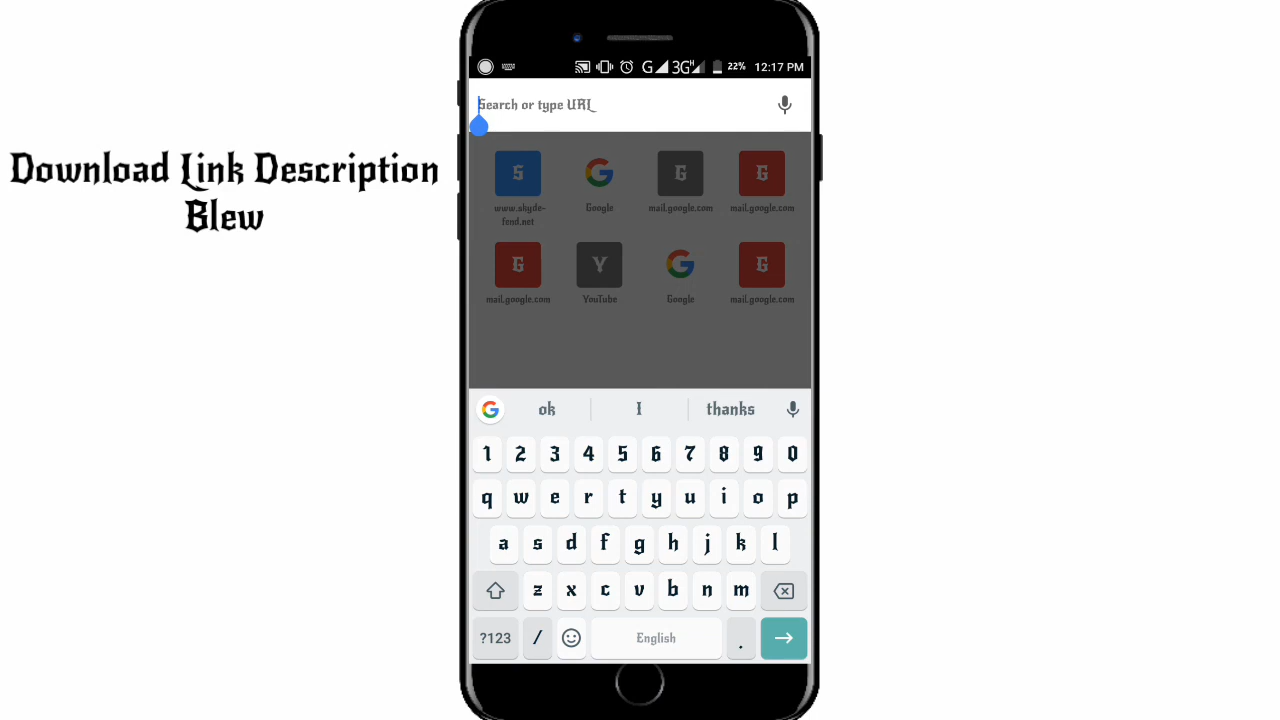 Download Link Description
Blew
G 3G H 22% 12:17 PM
Search or type URL
S G G
www.skyde-
fend.net
Google mail.google.com mail.google.com
G Y G
mail.google.com YouTube Google mail.google.com
ok I thanks
1 2 3 4 5 6 7 8 9 0
q w e r t y u i o p
a s d f g h j k l
z x c v b n m
?123 / English .